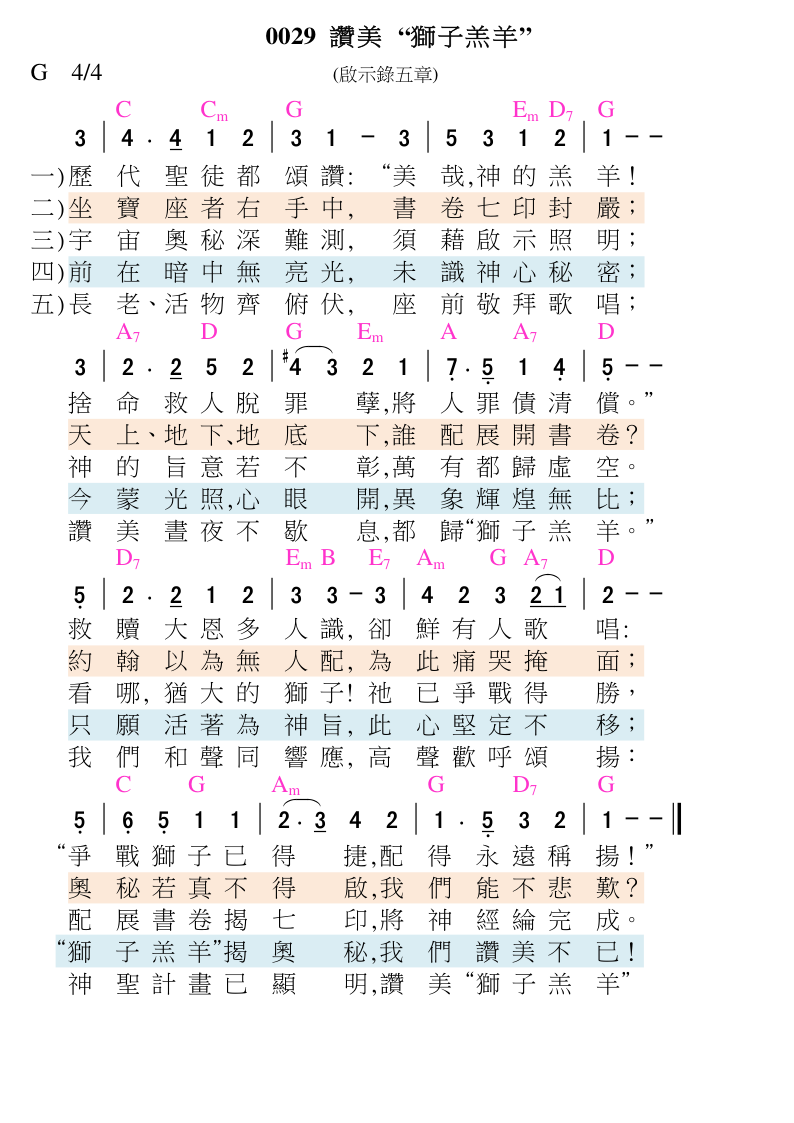 0029 讚美 “獅子羔羊”
G 4/4 (啟示錄五章)
C Cm G Em D7 G
3 | 4 · 4 1 2 | 3 1 － 3 | 5 3 1 2 | 1 － －
一)歷代聖徒都頌讚: “美哉,神的羔羊!
二)坐寶座者右手中, 書卷七印封嚴;
三)宇宙奧秘深難測, 須藉啟示照明;
四)前在暗中無亮光, 未識神心秘密;
五)長老、活物齊俯伏, 座前敬拜歌唱;
A7 D G Em A A7 D
3 | 2 · 2 5 2 | #4 3 2 1 | 7 · 5 1 4 | 5 － －
捨命救人脫罪孽,將人罪債清償。”
天上、地下、地底下,誰配展開書卷?
神的旨意若不彰,萬有都歸虛空。
今蒙光照,心眼開,異象輝煌無比;
讚美晝夜不歇息,都歸“獅子羔羊。”
D7 Em B E7 Am G A7 D
5 | 2 · 2 1 2 | 3 3 － 3 | 4 2 3 2 1 | 2 － －
救贖大恩多人識, 卻鮮有人歌唱:
約翰以為無人配, 為此痛哭掩面;
看哪, 猶大的獅子! 祂已爭戰得勝,
只願活著為神旨, 此心堅定不移;
我們和聲同響應, 高聲歡呼頌揚:
C G Am G D7 G
5 | 6 5 1 1 | 2 · 3 4 2 | 1 · 5 3 2 | 1 － － ‖
“爭戰獅子已得捷,配得永遠稱揚!”
奧秘若真不得啟,我們能不悲歎?
配展書卷揭七印,將神經綸完成。
“獅子羔羊”揭奧秘,我們讚美不已!
神聖計畫已顯明,讚美“獅子羔羊”